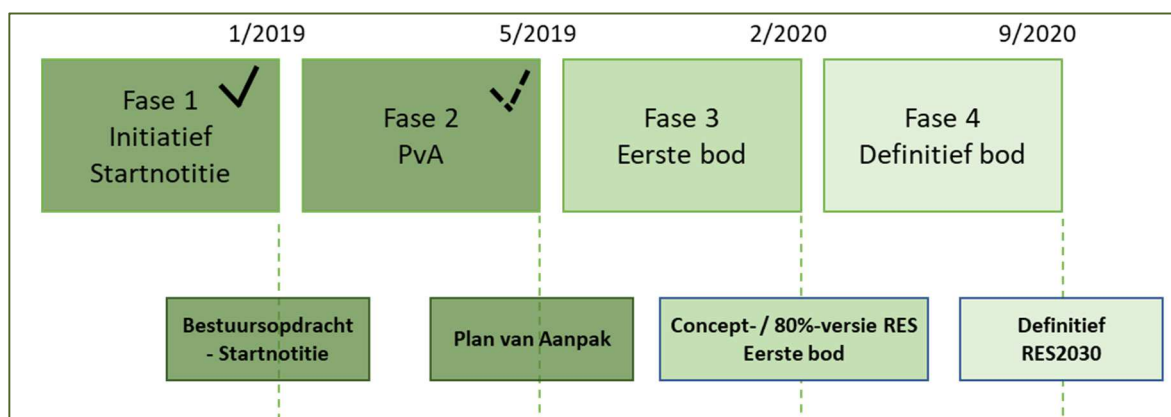 1/2019
5/2019
2/2020
9/2020
Fase 1
Initiatief
Startnotitie
Fase 2
PvA
Fase 3
Eerste bod
Fase 4
Definitief bod
Bestuursopdracht
- Startnotitie
Plan van Aanpak
Concept- / 80%-versie RES
Eerste bod
Definitief
RES2030